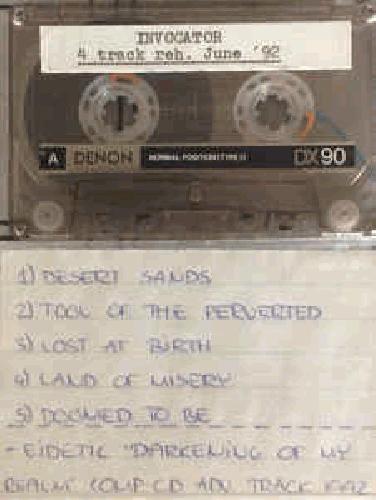 INVOCATOR
4 track reh. June '92
A DENON NORMAL POSITION TYPE I DX90
1) DESERT SANDS
2) TOOL OF THE PERVERTED
3) LOST AT BIRTH
4) LAND OF MISERY
5) DOOMED TO BE
- EIDETIC "DARKENING OF MY
REALM" COMP CD ADV. TRACK 1992